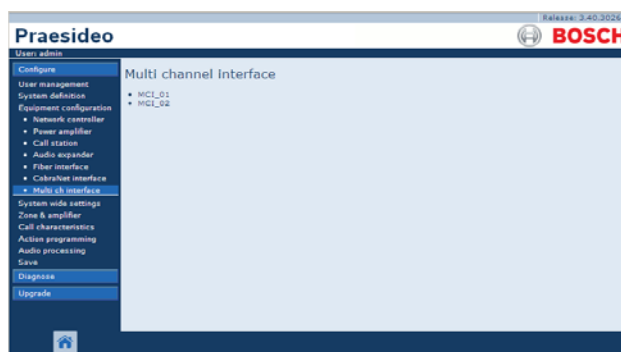 Release: 3.40.3026
Praesideo
BOSCH
User: admin
Configure
User management
System definition
Equipment configuration
Network controller
Power amplifier
Call station
Audio expander
Fiber interface
CobraNet interface
Multi ch interface
System wide settings
Zone & amplifier
Call characteristics
Action programming
Audio processing
Save
Diagnose
Upgrade
Multi channel interface
MCI_01
MCI_02